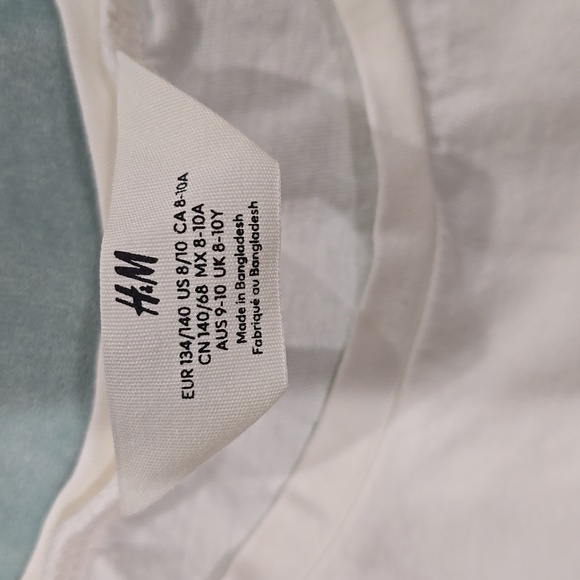 H&M
EUR 134/140 US 8/10 CA 8-10A
CN 140/68 MX 8-10A
AUS 9-10 UK 8-10Y
Made in Bangladesh
Fabriqué au Bangladesh